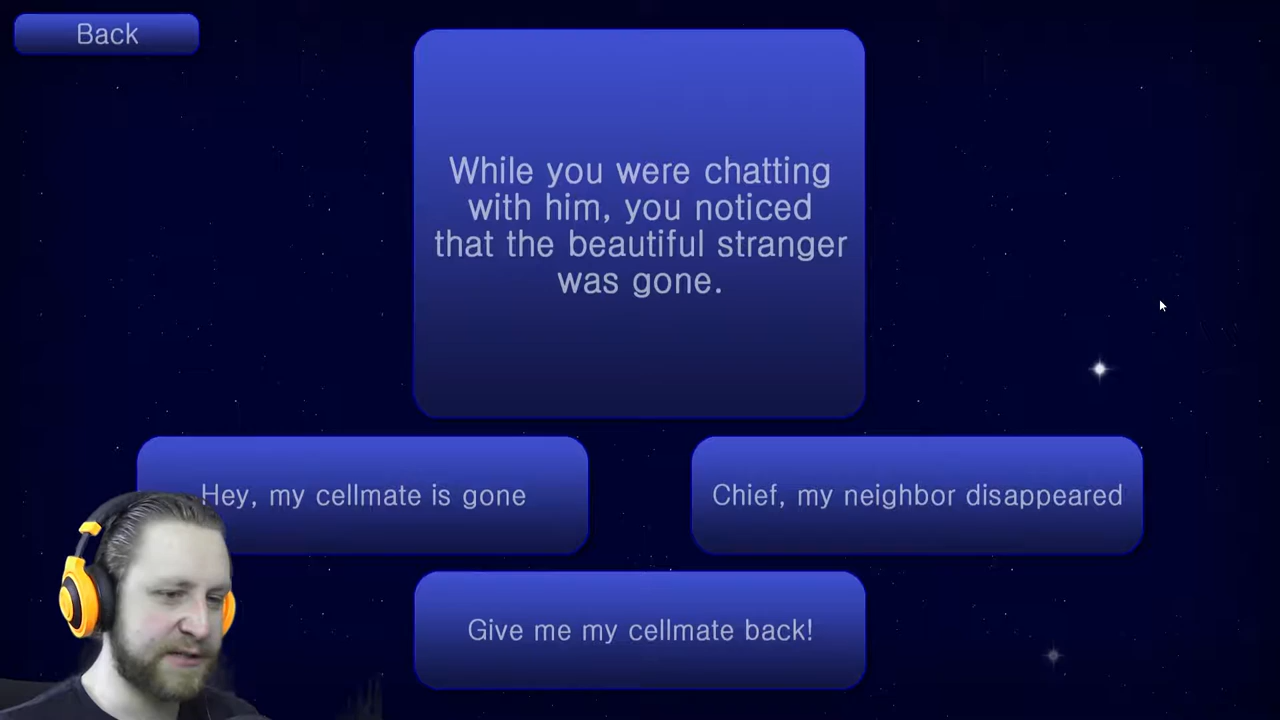 Back
While you were chatting
with him, you noticed
that the beautiful stranger
was gone.
Hey, my cellmate is gone
Chief, my neighbor disappeared
Give me my cellmate back!